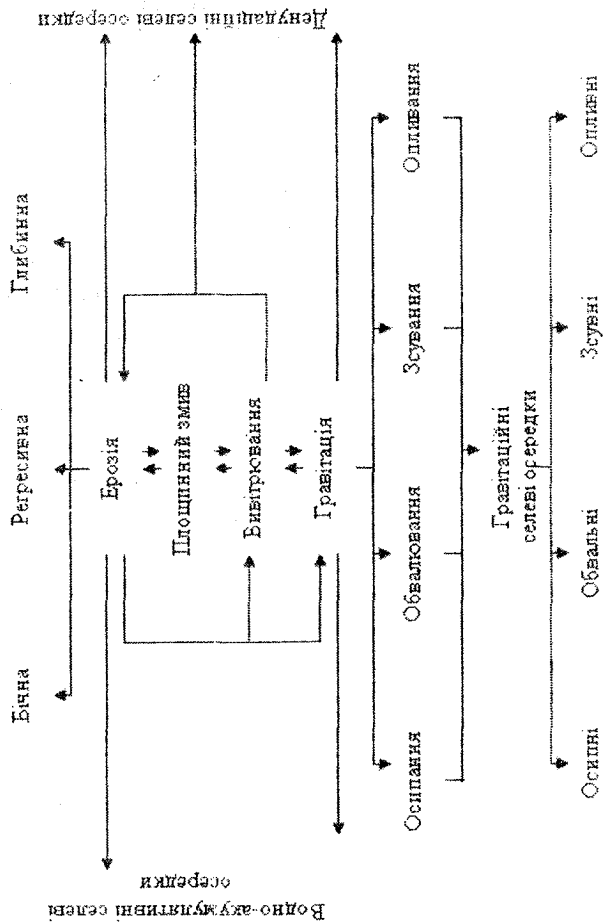 Бічна
Регресивна
Глибинна
Водно-акумулятивні селеві
осередки
Ерозія
Площинний змив
Вивітрювання
Гравітація
Денудаційні селеві осередки
Осипання
Обвалювання
Зсування
Опливання
Гравітаційні
селеві осередки
Осипні
Обвальні
Зсувні
Опливні